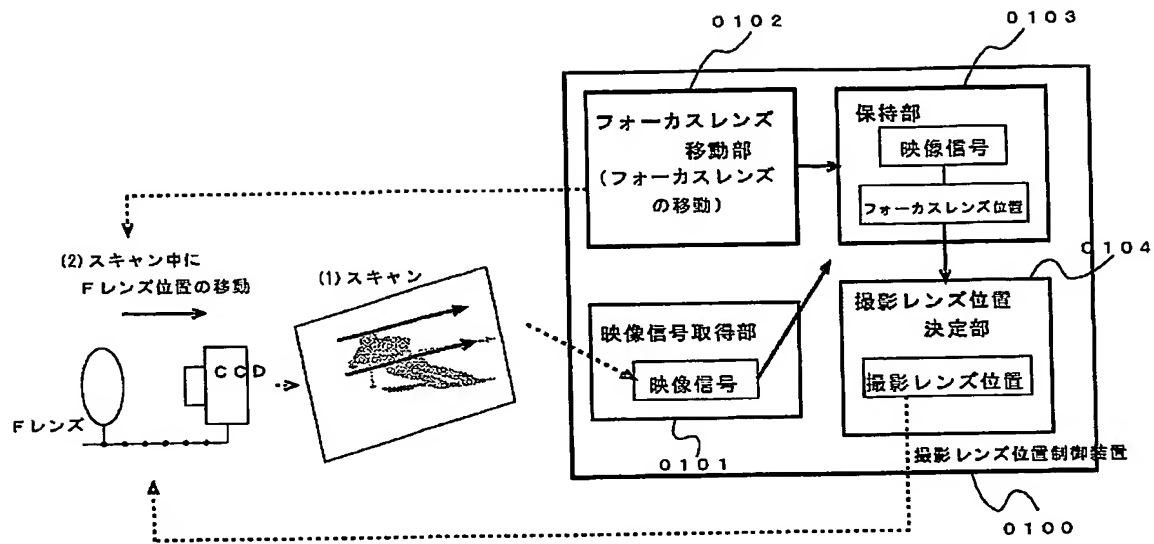 0102
0103
フォーカスレンズ
移動部
(フォーカスレンズ
の移動)
保持部
映像信号
フォーカスレンズ位置
0104
(2)スキャン中に
Fレンズ位置の移動
(1)スキャン
映像信号取得部
映像信号
撮影レンズ位置
決定部
撮影レンズ位置
CCD
Fレンズ
0101
撮影レンズ位置制御装置
0100